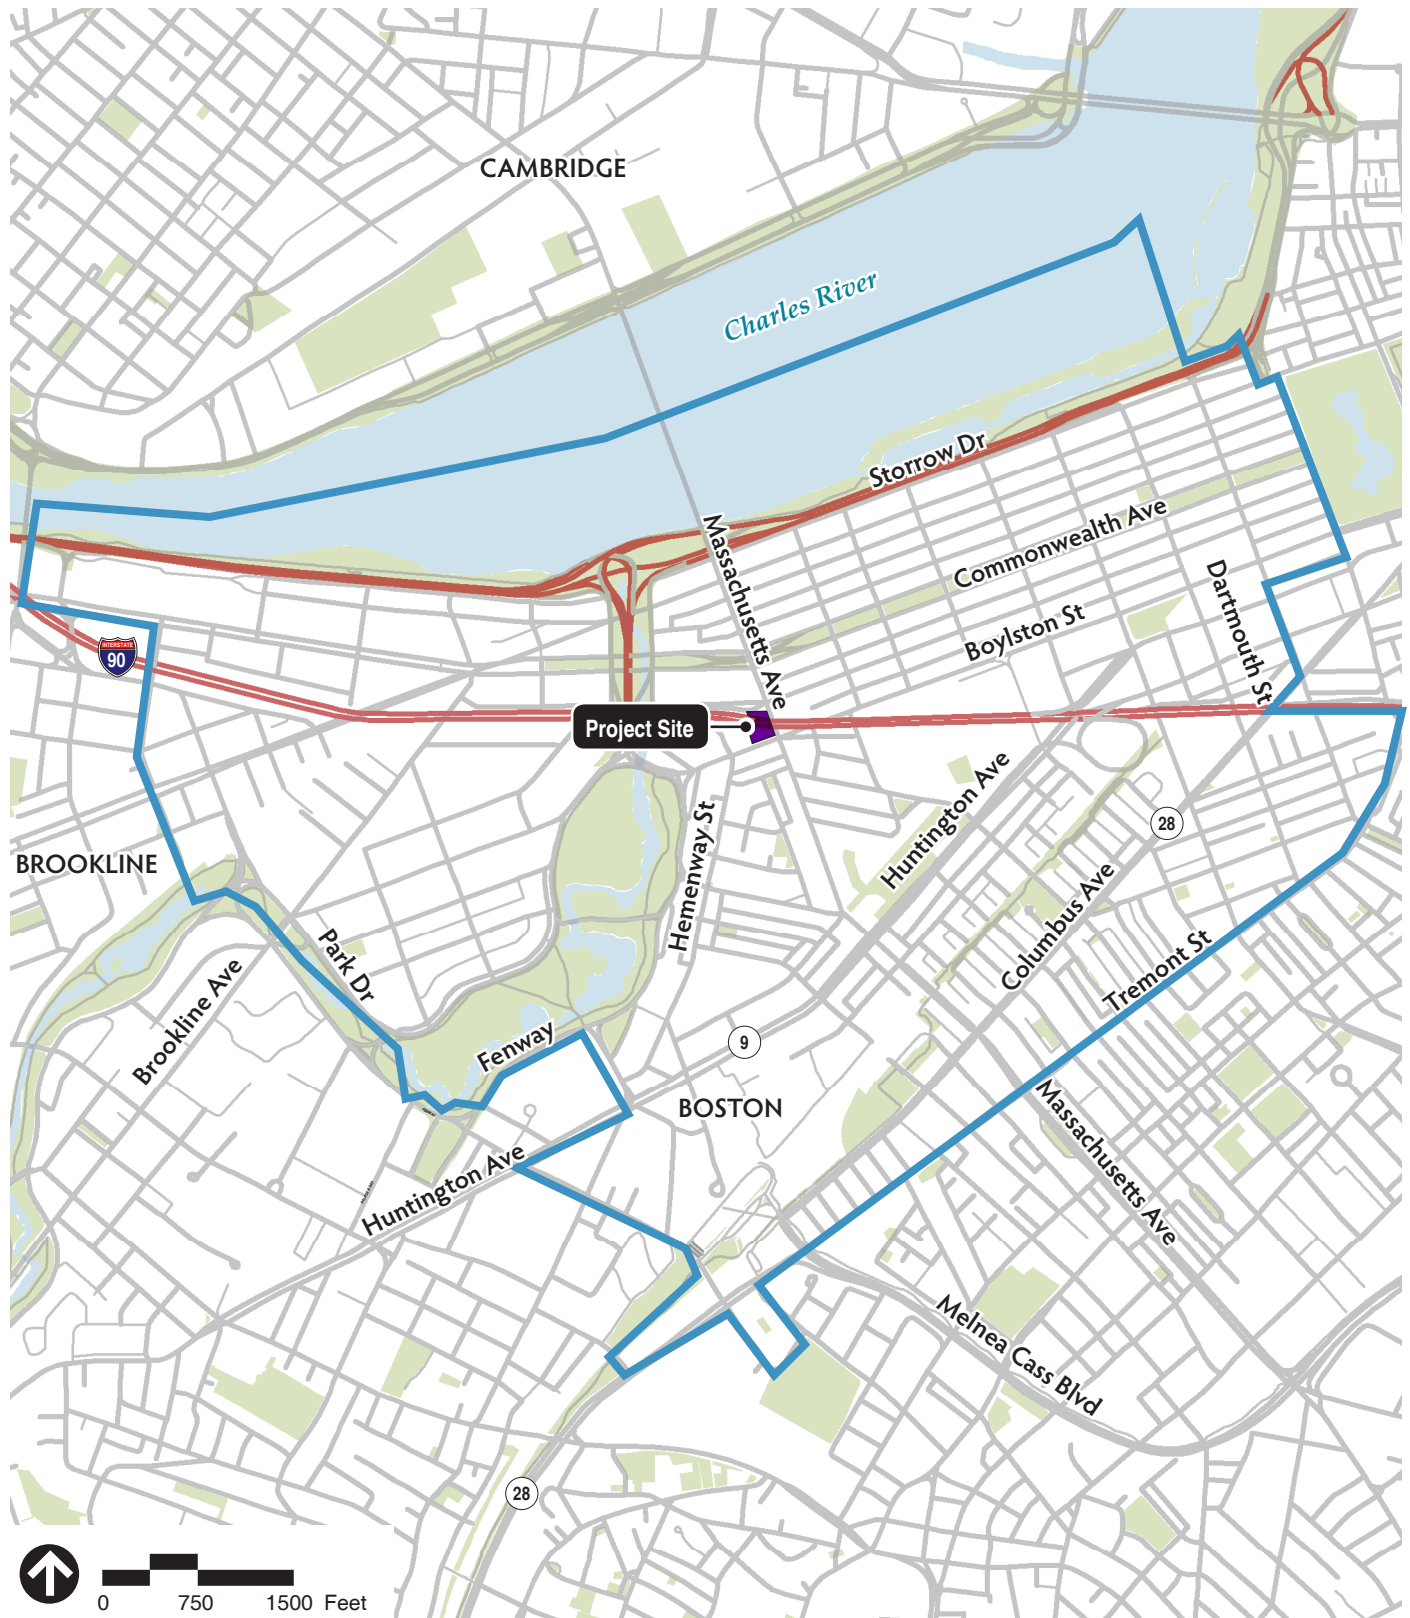 CAMBRIDGE
Charles River
Storrow Dr
Massachusetts Ave
Commonwealth Ave
Dartmouth St
Boylston St
INTERSTATE
90
Project Site
Huntington Ave
Hemenway St
28
BROOKLINE
Columbus Ave
Park Dr
Tremont St
Brookline Ave
Fenway
9
BOSTON
Massachusetts Ave
Huntington Ave
Melnea Cass Blvd
28
0 750 1500 Feet